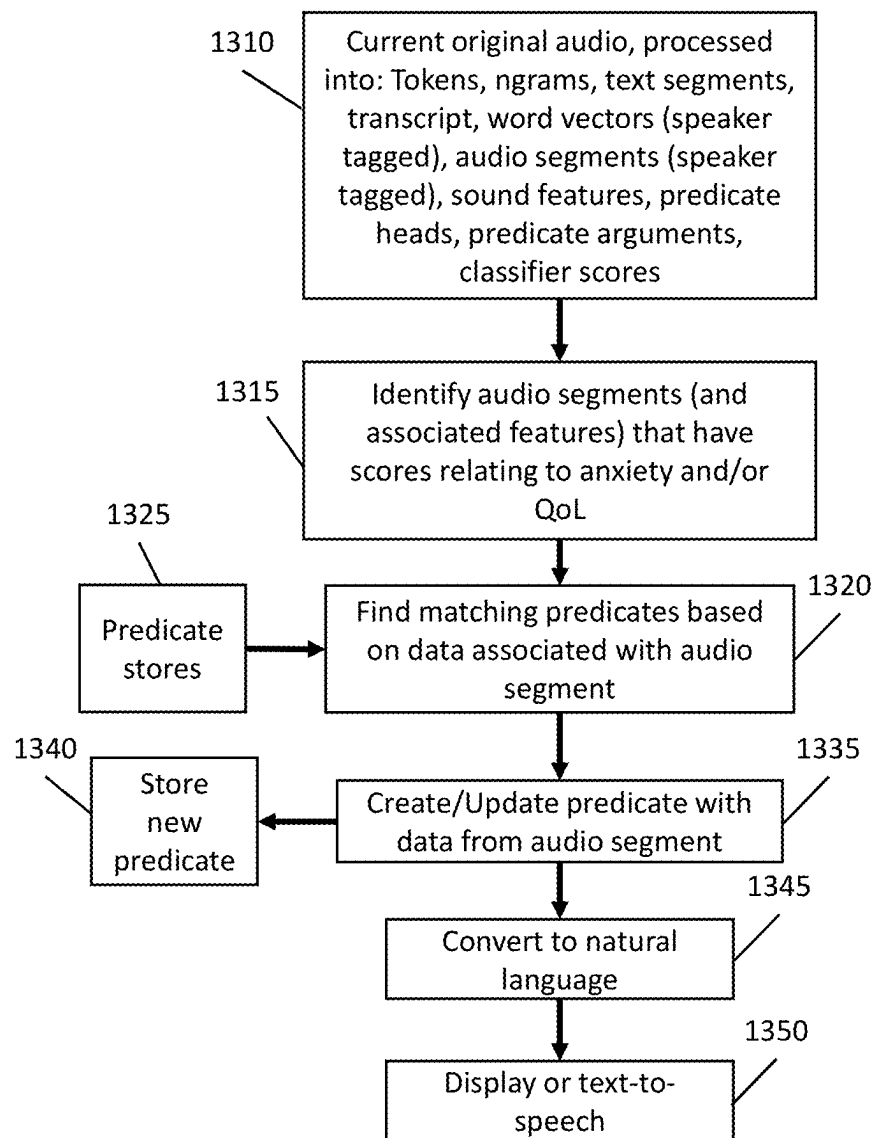 1310
Current original audio, processed
into: Tokens, ngrams, text segments,
transcript, word vectors (speaker
tagged), audio segments (speaker
tagged), sound features, predicate
heads, predicate arguments,
classifier scores
1315
Identify audio segments (and
associated features) that have
scores relating to anxiety and/or
QoL
1325
Predicate
stores
1320
Find matching predicates based
on data associated with audio
segment
1340
Store
new
predicate
1335
Create/Update predicate with
data from audio segment
1345
Convert to natural
language
1350
Display or text-to-
speech